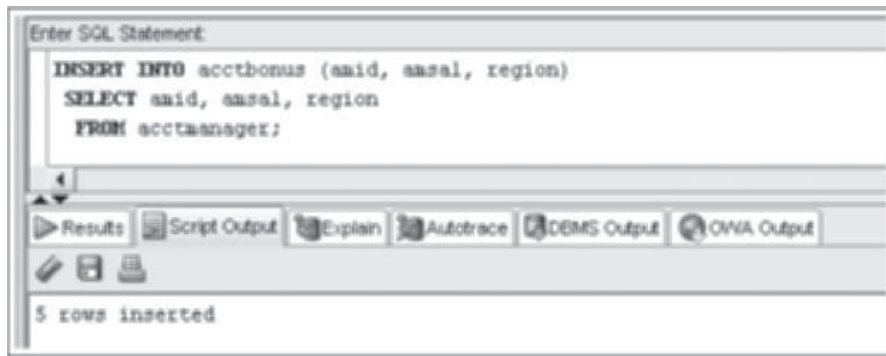 Enter SQL Statement:
INSERT INTO acctbonus (amid, amsal, region)
SELECT amid, amsal, region
FROM acctmanager;
Results Script Output Explain Autotrace DBMS Output OWA Output
5 rows inserted